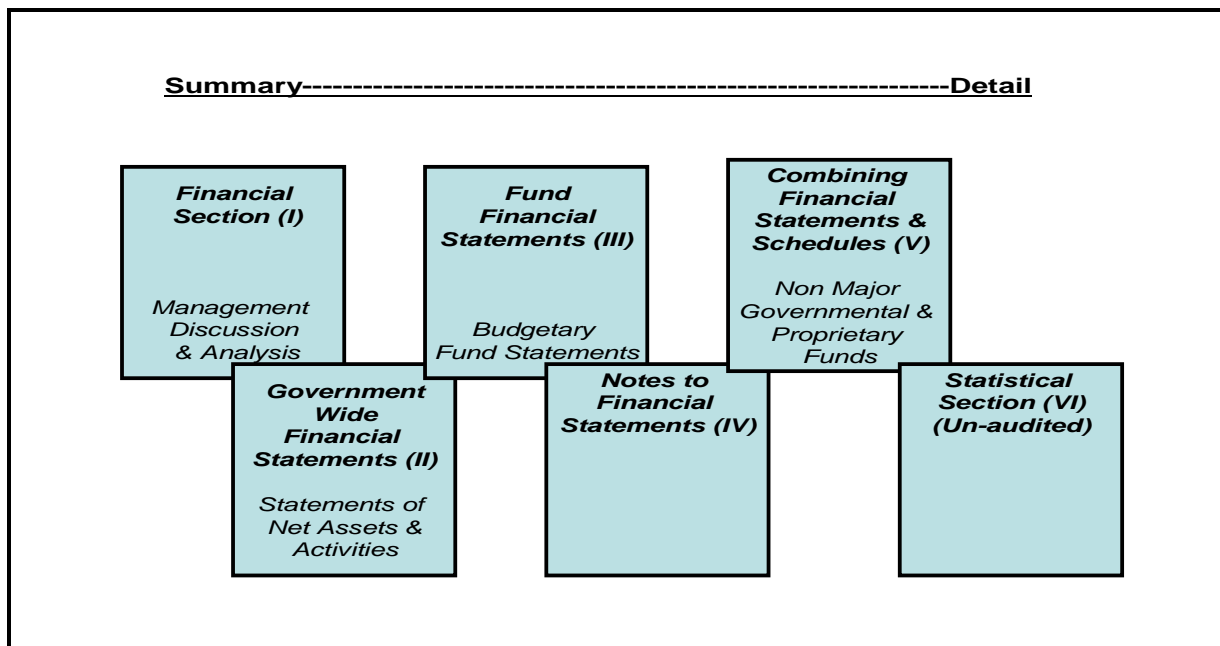 Summary----------------------------------------------------------------Detail
Financial
Section (I)
Management
Discussion
& Analysis
Government
Wide
Financial
Statements (II)
Statements of
Net Assets &
Activities
Fund
Financial
Statements (III)
Budgetary
Fund Statements
Notes to
Financial
Statements (IV)
Combining
Financial
Statements &
Schedules (V)
Non Major
Governmental &
Proprietary
Funds
Statistical
Section (VI)
(Un-audited)